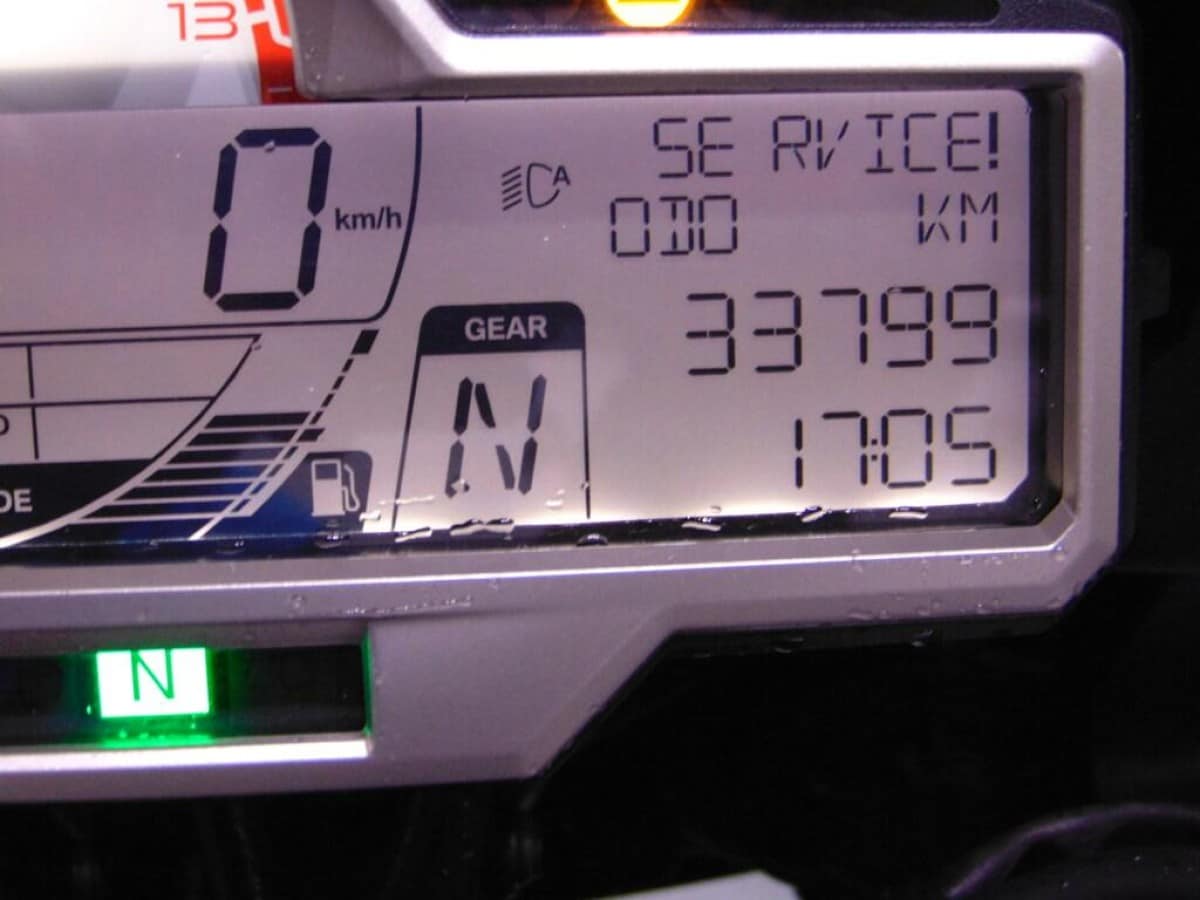 13
0 km/h
SE RVICE!
ODO KM
GEAR
33799
N
17:05
DE
N